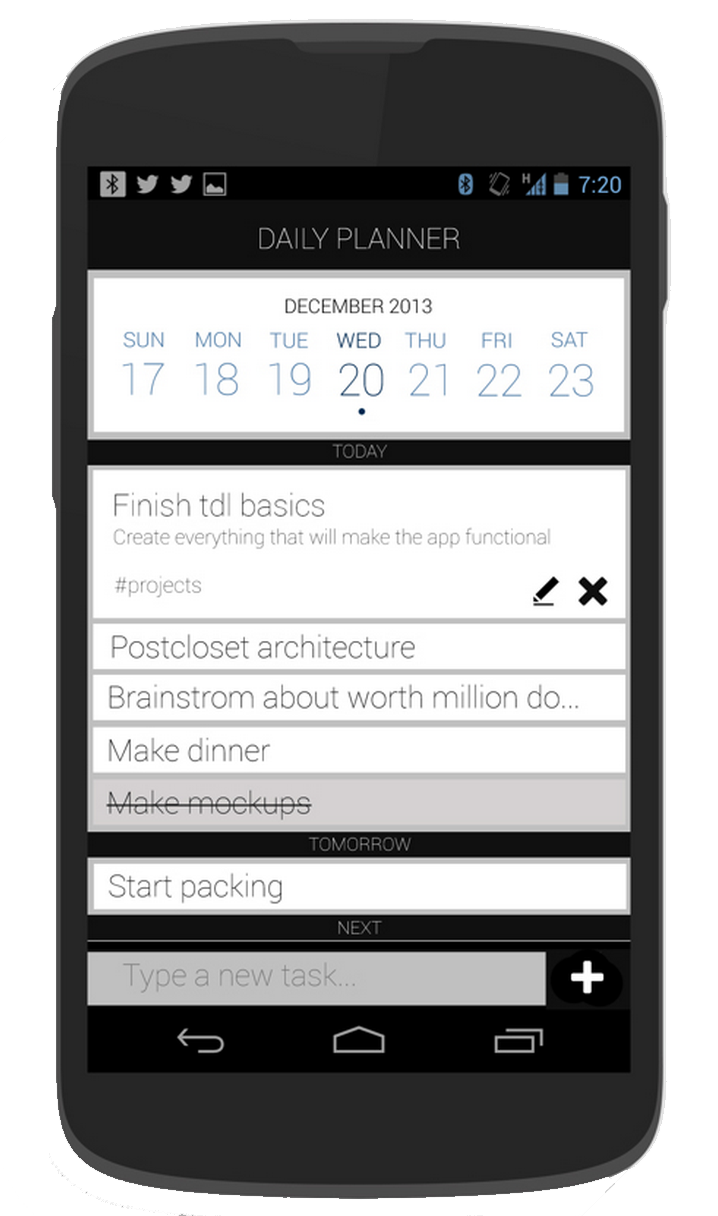 H 7:20
DAILY PLANNER
DECEMBER 2013
SUN MON TUE WED THU FRI SAT
17 18 19 20 21 22 23
TODAY
Finish tdl basics
Create everything that will make the app functional
#projects
Postcloset architecture
Brainstrom about worth million do...
Make dinner
Make mockups
TOMORROW
Start packing
NEXT
Type a new task...